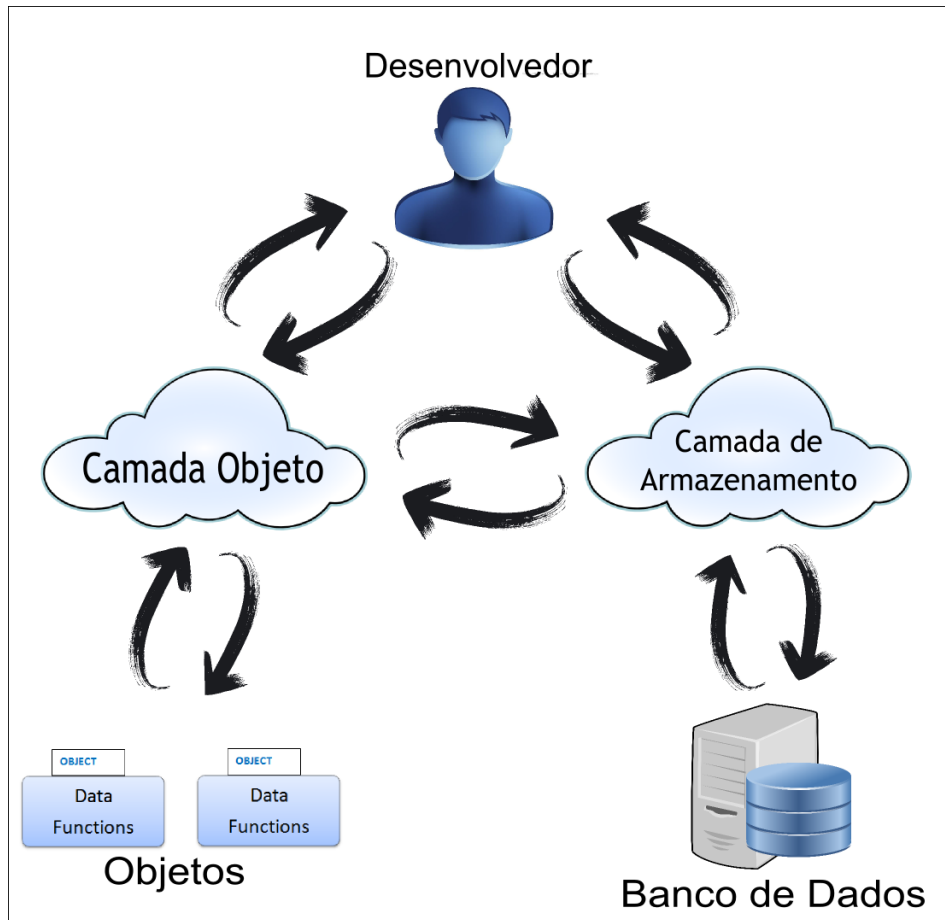 Desenvolvedor
Camada Objeto
Camada de
Armazenamento
OBJECT
Data
Functions
OBJECT
Data
Functions
Objetos
Banco de Dados